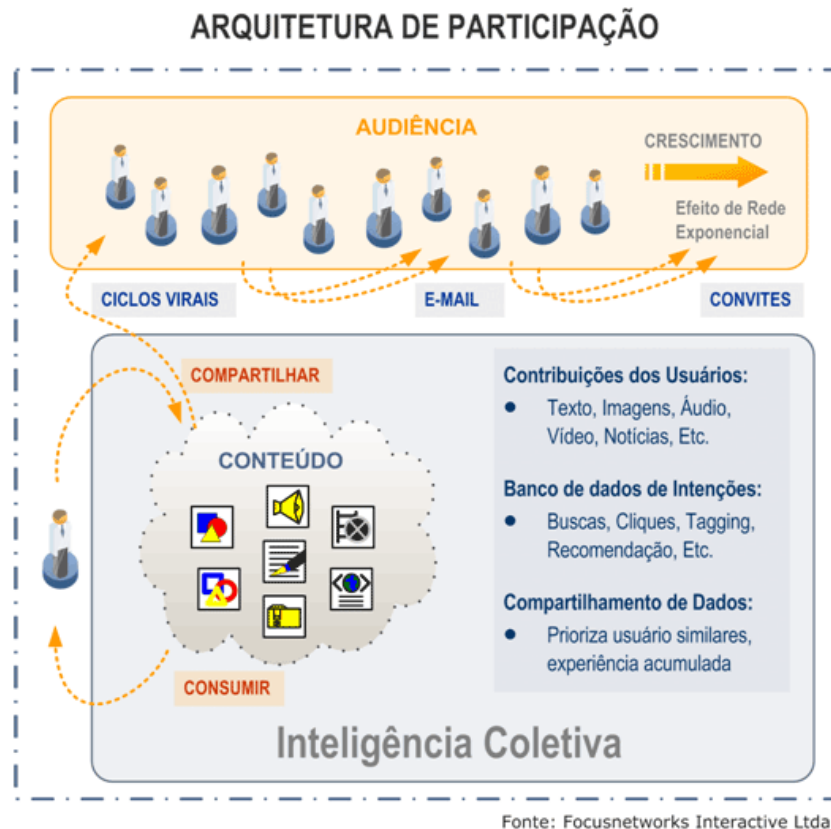 ARQUITETURA DE PARTICIPAÇÃO
AUDIÊNCIA
CRESCIMENTO
Efeito de Rede
Exponencial
CICLOS VIRAIS
E-MAIL
CONVITES
COMPARTILHAR
CONTEÚDO
CONSUMIR
Contribuições dos Usuários:
● Texto, Imagens, Áudio,
Vídeo, Notícias, Etc.
Banco de dados de Intenções:
● Buscas, Cliques, Tagging,
Recomendação, Etc.
Compartilhamento de Dados:
● Prioriza usuário similares,
experiência acumulada
Inteligência Coletiva
Fonte: Focusnetworks Interactive Ltda